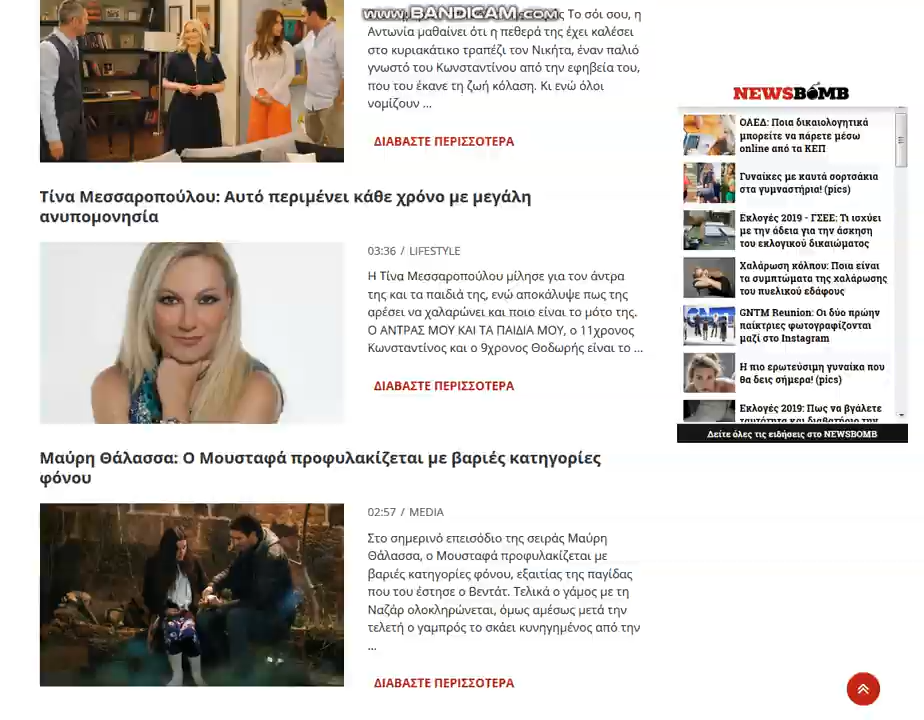 www.BANDICAM.com
ς Το σόι σου, η
Αντωνία μαθαίνει ότι η πεθερά της έχει καλέσει
στο κυριακάτικο τραπέζι τον Νικήτα, έναν παλιό
γνωστό του Κωνσταντίνου από την εφηβεία του,
που του έκανε τη ζωή κόλαση. Κι ενώ όλοι
νομίζουν ...
ΔΙΑΒΑΣΤΕ ΠΕΡΙΣΣΟΤΕΡΑ
Τίνα Μεσσαροπούλου: Αυτό περιμένει κάθε χρόνο με μεγάλη
ανυπομονησία
03:36 / LIFESTYLE
Η Τίνα Μεσσαροπούλου μίλησε για τον άντρα
της και τα παιδιά της, ενώ αποκάλυψε πως της
αρέσει να χαλαρώνει και ποιο είναι το μότο της.
Ο ΑΝΤΡΑΣ ΜΟΥ ΚΑΙ ΤΑ ΠΑΙΔΙΑ ΜΟΥ, ο 11χρονος
Κωνσταντίνος και ο 9χρονος Θοδωρής είναι το ...
ΔΙΑΒΑΣΤΕ ΠΕΡΙΣΣΟΤΕΡΑ
Μαύρη Θάλασσα: Ο Μουσταφά προφυλακίζεται με βαριές κατηγορίες
φόνου
02:57 / MEDIA
Στο σημερινό επεισόδιο της σειράς Μαύρη
Θάλασσα, ο Μουσταφά προφυλακίζεται με
βαριές κατηγορίες φόνου, εξαιτίας της παγίδας
που του έστησε ο Βεντάτ. Τελικά ο γάμος με τη
Ναζάρ ολοκληρώνεται, όμως αμέσως μετά την
τελετή ο γαμπρός το σκάει κυνηγημένος από την
...
ΔΙΑΒΑΣΤΕ ΠΕΡΙΣΣΟΤΕΡΑ
NEWSBOMB
ΟΑΕΔ: Ποια δικαιολογητικά
μπορείτε να πάρετε μέσω
online από τα ΚΕΠ
Γυναίκες με καυτά σορτσάκια
στα γυμναστήρια! (pics)
Εκλογές 2019 - ΓΣΕΕ: Τι ισχύει
με την άδεια για την άσκηση
του εκλογικού δικαιώματος
Χαλάρωση κόλπου: Ποια είναι
τα συμπτώματα της χαλάρωσης
του πυελικού εδάφους
GNTM Reunion: Οι δύο πρώην
παίκτριες φωτογραφίζονται
μαζί στο Instagram
Η πιο ερωτεύσιμη γυναίκα που
θα δεις σήμερα! (pics)
Εκλογές 2019: Πως να βγάλετε
ταυτότητα και διαβατήριο την
Δείτε όλες τις ειδήσεις στο NEWSBOMB